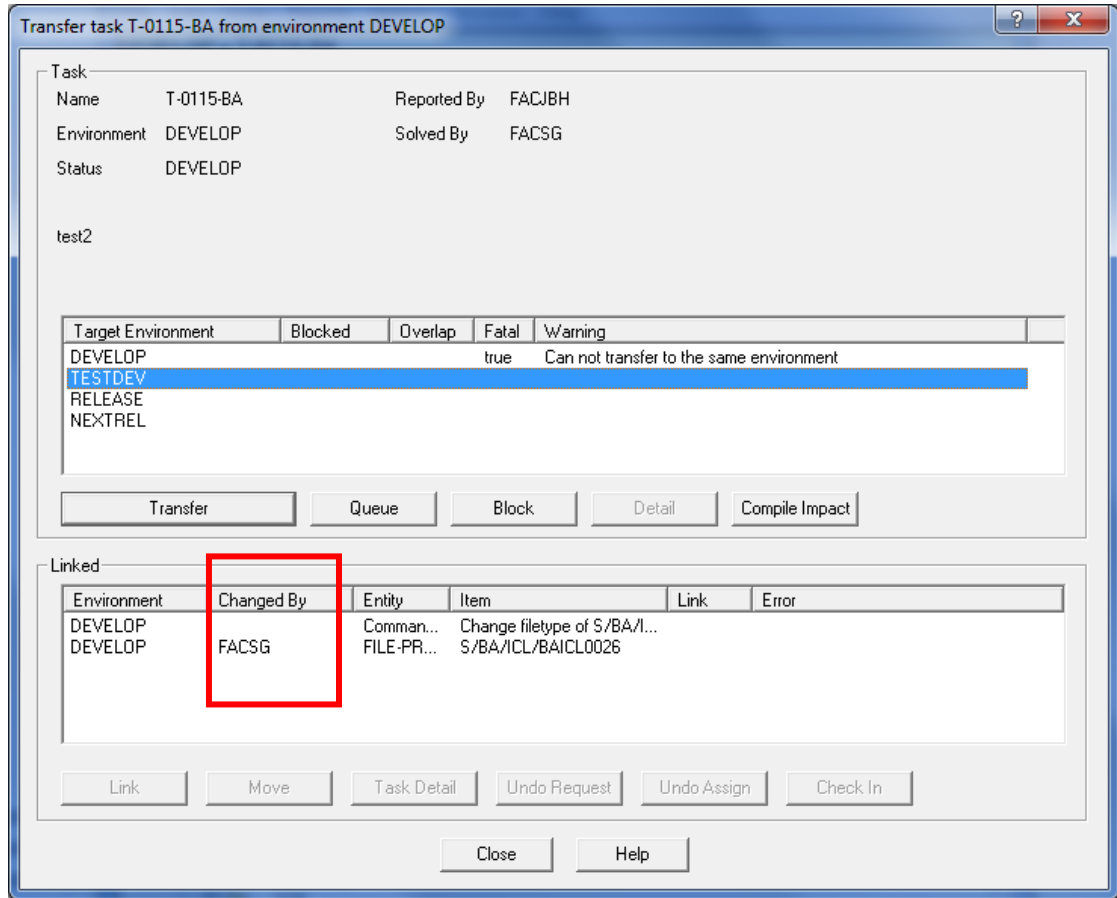 Transfer task T-0115-BA from environment DEVELOP
Task
Name T-0115-BA Reported By FACJBH
Environment DEVELOP Solved By FACSG
Status DEVELOP
test2
Target Environment Blocked Overlap Fatal Warning
DEVELOP true Can not transfer to the same environment
TESTDEV
RELEASE
NEXTREL
Transfer Queue Block Detail Compile Impact
Linked
Environment Changed By Entity Item Link Error
DEVELOP Comman... Change filetype of S/BA/I...
DEVELOP FACSG FILE-PR... S/BA/ICL/BAICL0026
Link Move Task Detail Undo Request Undo Assign Check In
Close Help